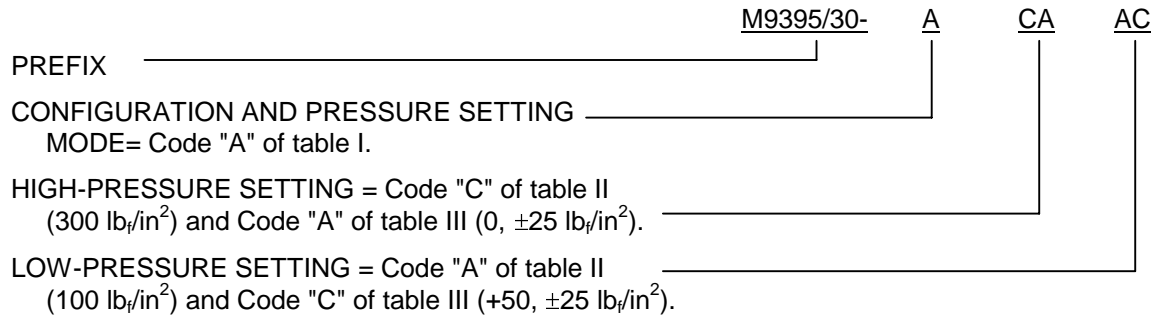 M9395/30- A CA AC
PREFIX
CONFIGURATION AND PRESSURE SETTING
MODE= Code "A" of table I.
HIGH-PRESSURE SETTING = Code "C" of table II
(300 lbf/in²) and Code "A" of table III (0, ±25 lbf/in²).
LOW-PRESSURE SETTING = Code "A" of table II
(100 lbf/in²) and Code "C" of table III (+50, ±25 lbf/in²).